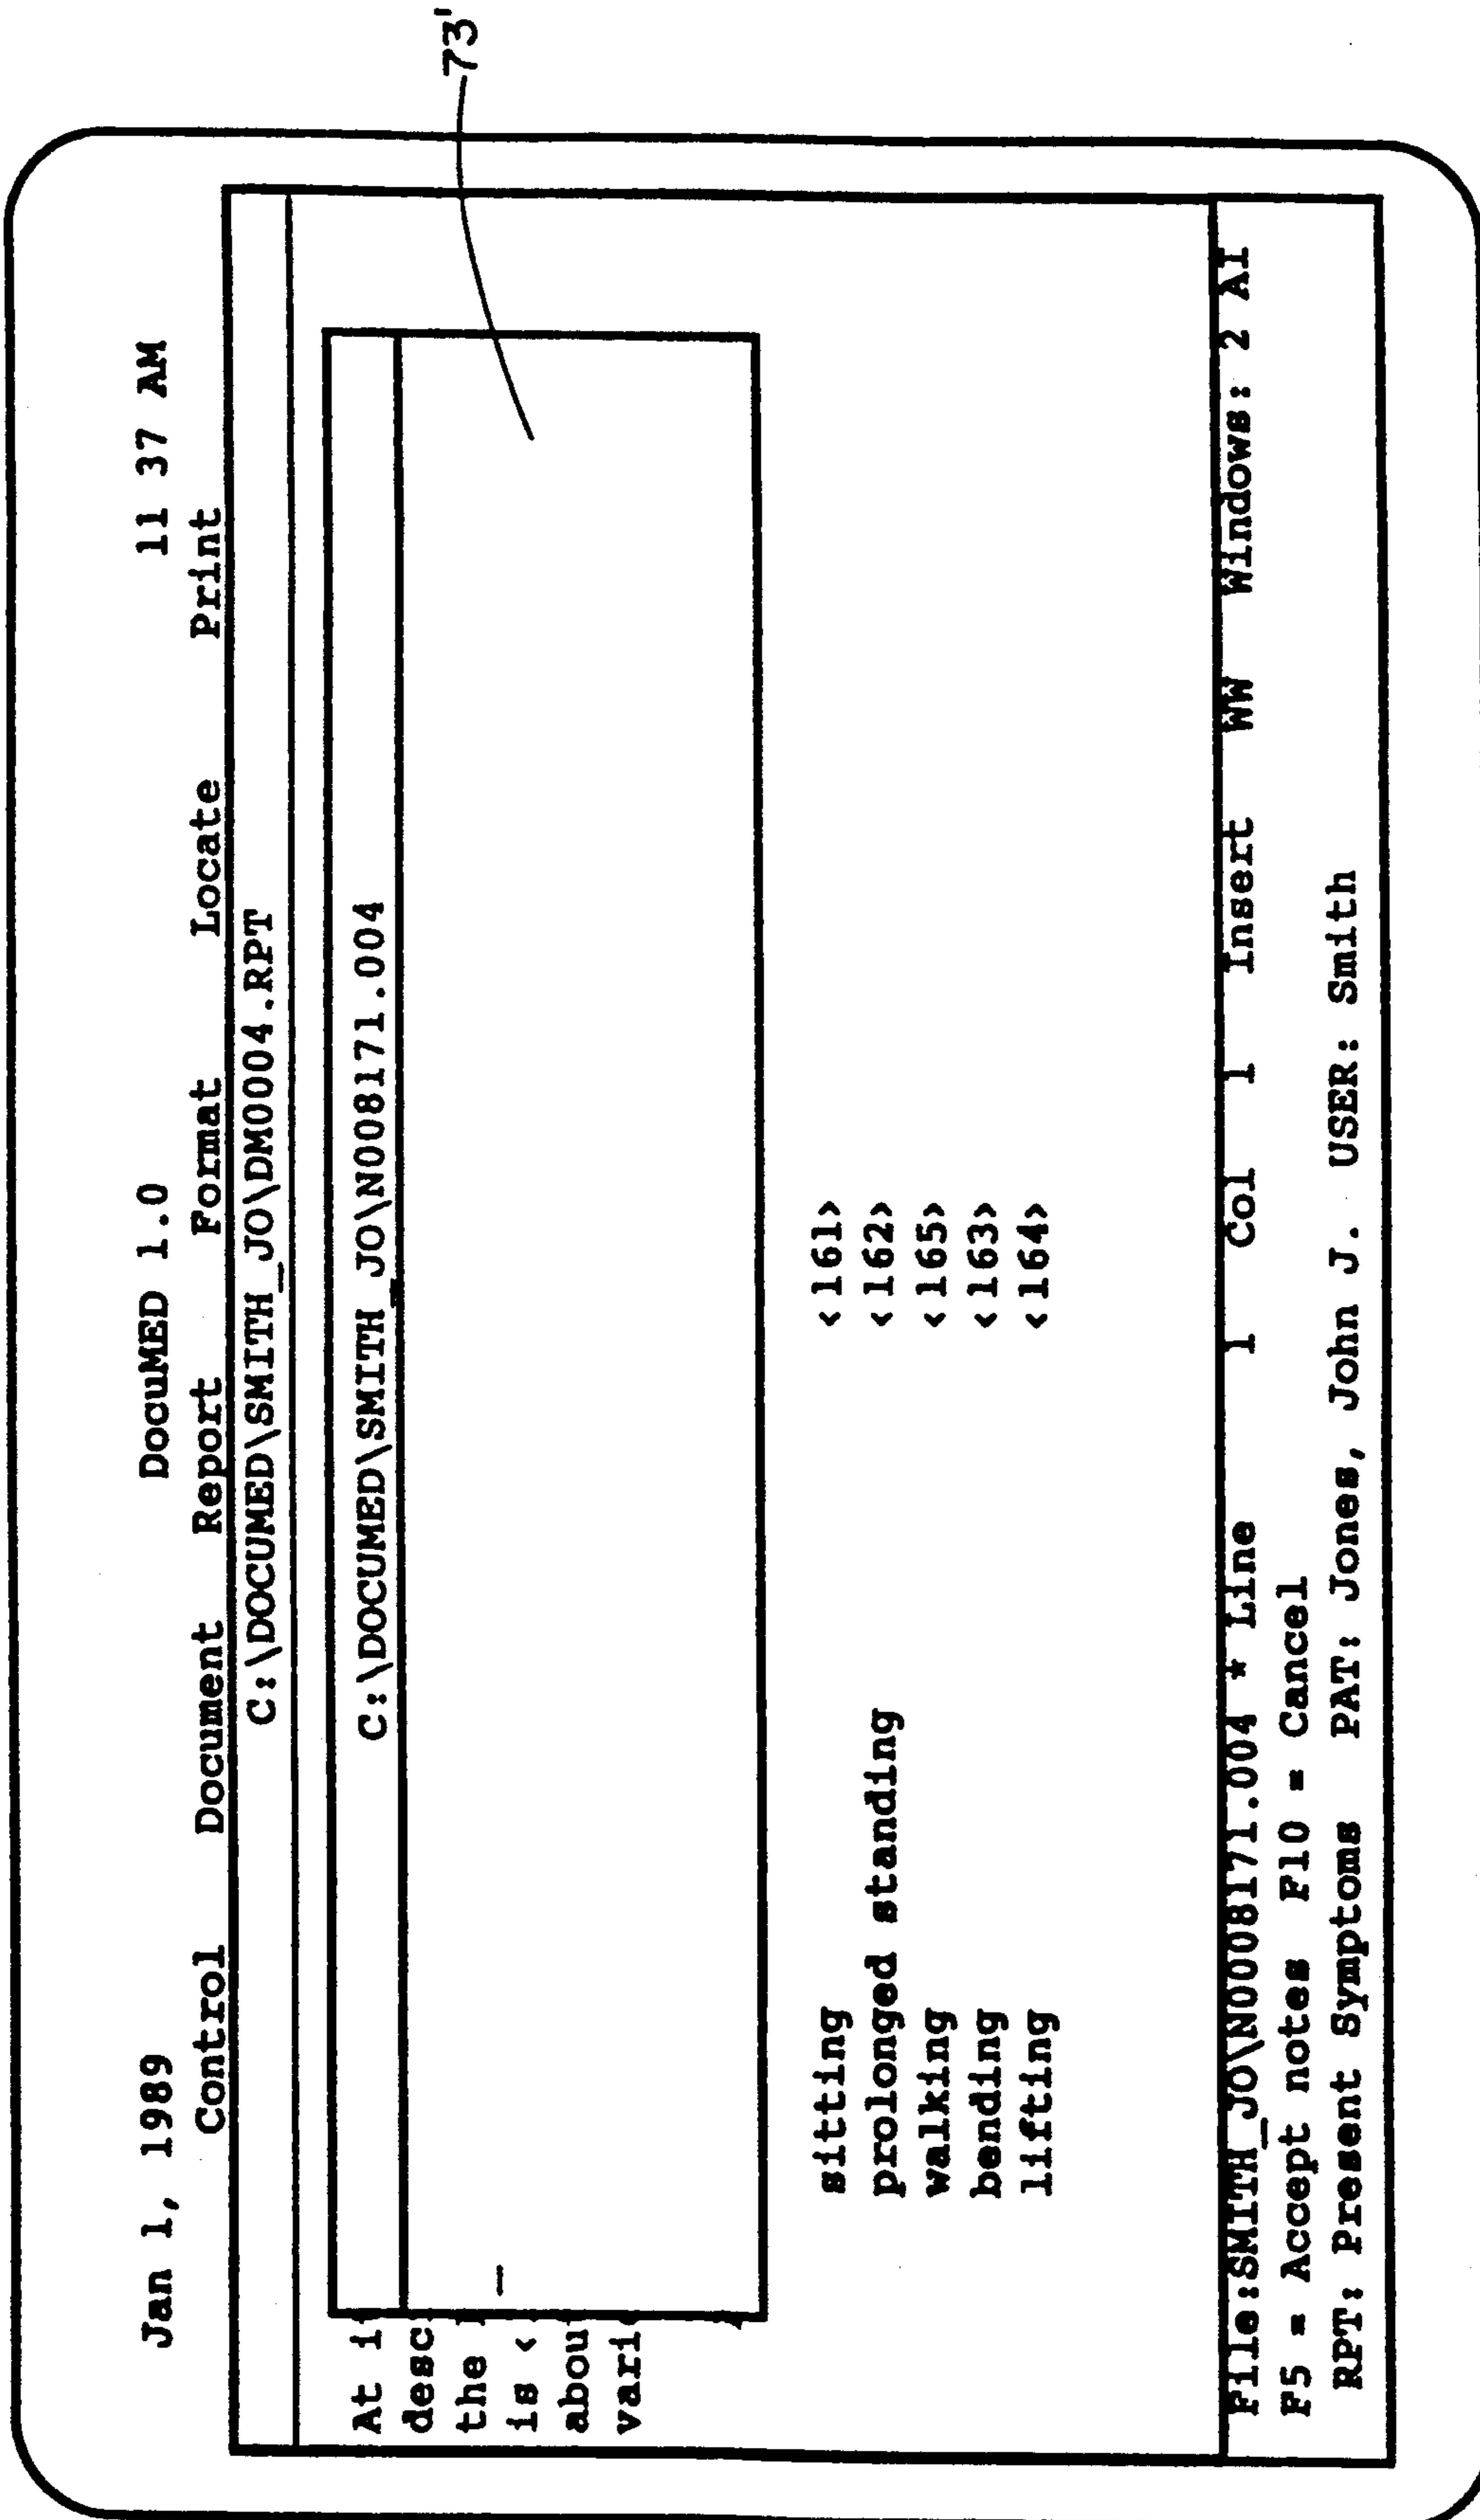 Jan 1, 1989 DocuMED 1.0 11 37 AM
Control Document Report Format Locate Print
C:\DOCUMED\SMITH_JO\DM0004.RPT
C:\DOCUMED\SMITH_JO\N008171.004
At i
desc
the
is <
abou
vari
73'
sitting <161>
prolonged standing <162>
walking <165>
bending <163>
lifting <164>
File:SMITH_JO\N008171.004 * Line 1 Col 1 Insert WW Windows: 2 AI
F5 = Accept notes F10 = Cancel
RPT: Present Symptoms PAT: Jones, John J. USER: Smith